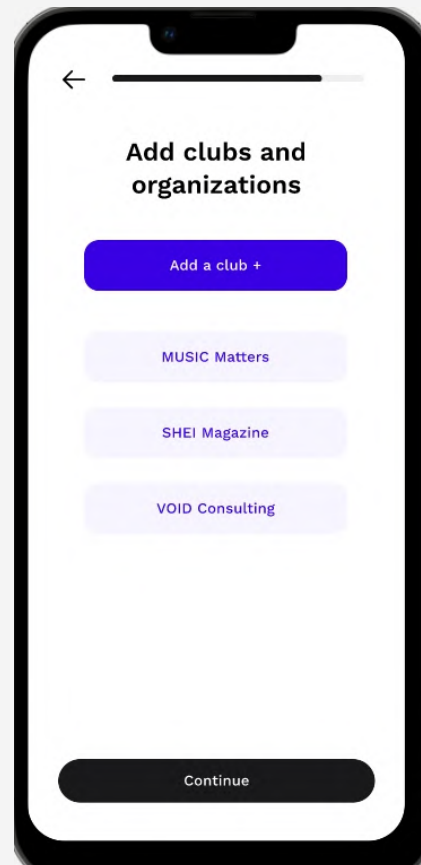 Add clubs and
organizations
Add a club +
MUSIC Matters
SHEI Magazine
VOID Consulting
Continue